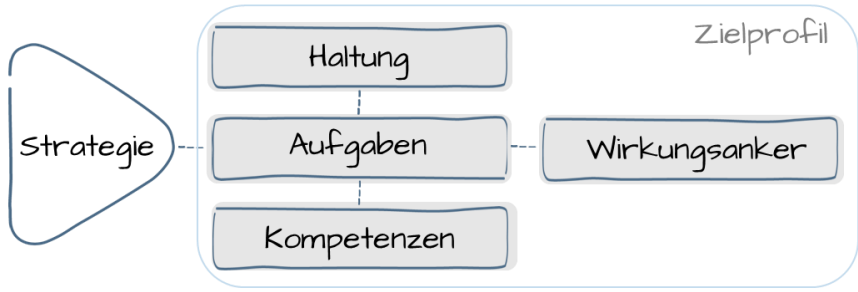 Zielprofil
Haltung
Strategie
Aufgaben
Wirkungsanker
Kompetenzen